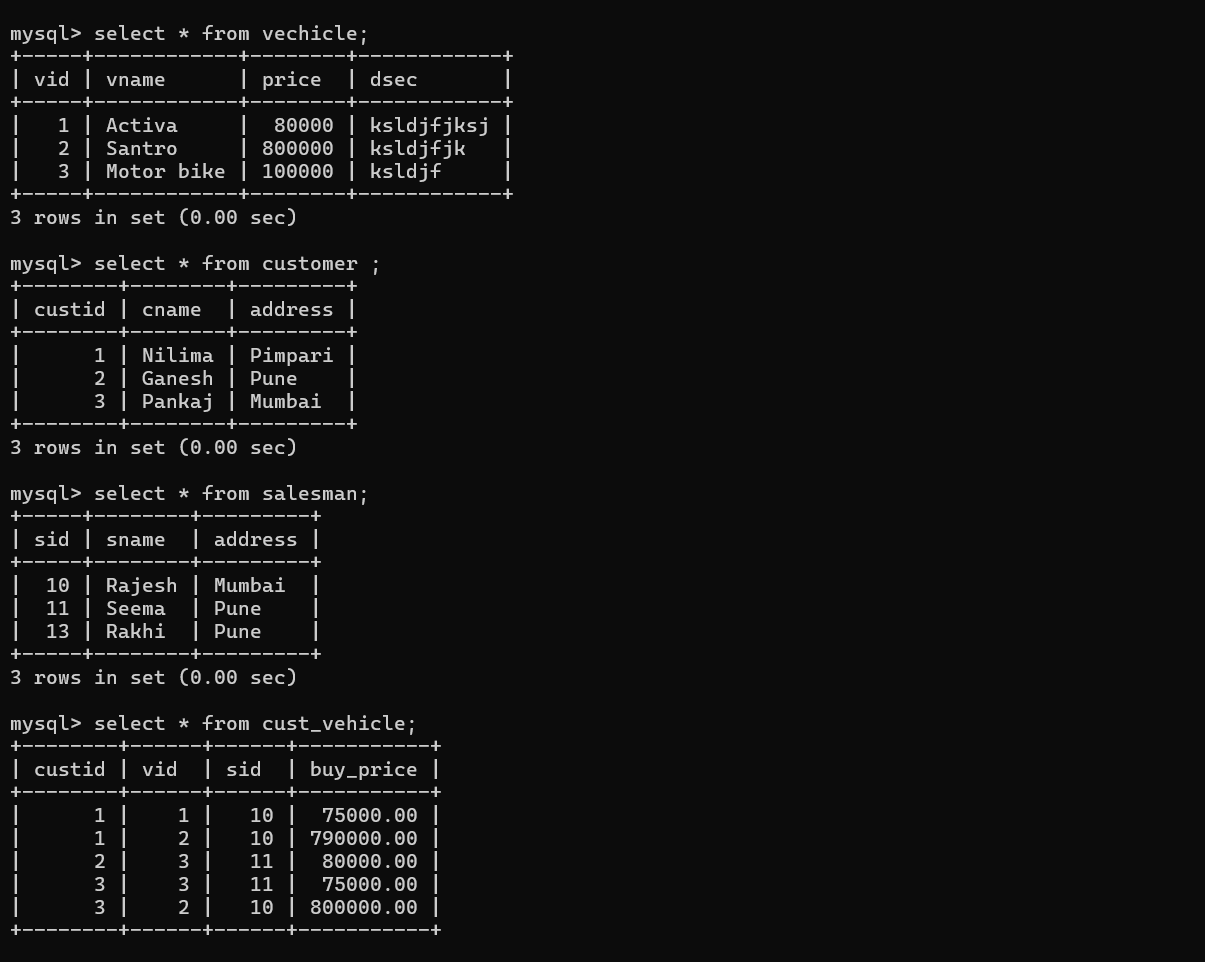 mysql> select * from vechicle;
+-----+------------+--------+------------+
| vid | vname      | price  | dsec       |
+-----+------------+--------+------------+
|   1 | Activa     |  80000 | ksldjfjksj |
|   2 | Santro     | 800000 | ksldjfjk   |
|   3 | Motor bike | 100000 | ksldjf     |
+-----+------------+--------+------------+
3 rows in set (0.00 sec)

mysql> select * from customer ;
+--------+--------+---------+
| custid | cname  | address |
+--------+--------+---------+
|      1 | Nilima | Pimpari |
|      2 | Ganesh | Pune    |
|      3 | Pankaj | Mumbai  |
+--------+--------+---------+
3 rows in set (0.00 sec)

mysql> select * from salesman;
+-----+--------+---------+
| sid | sname  | address |
+-----+--------+---------+
|  10 | Rajesh | Mumbai  |
|  11 | Seema  | Pune    |
|  13 | Rakhi  | Pune    |
+-----+--------+---------+
3 rows in set (0.00 sec)

mysql> select * from cust_vehicle;
+--------+------+------+-----------+
| custid | vid  | sid  | buy_price |
+--------+------+------+-----------+
|      1 |    1 |   10 |  75000.00 |
|      1 |    2 |   10 | 790000.00 |
|      2 |    3 |   11 |  80000.00 |
|      3 |    3 |   11 |  75000.00 |
|      3 |    2 |   10 | 800000.00 |
+--------+------+------+-----------+